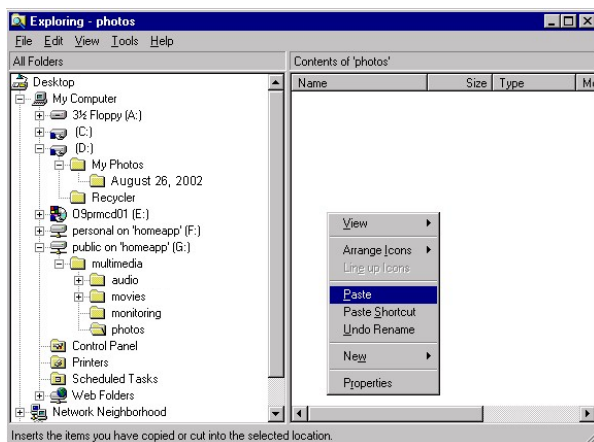 Exploring - photos
File Edit View Tools Help
All Folders
Contents of 'photos'
Name Size Type Mo
Desktop
My Computer
3½ Floppy (A:)
(C:)
(D:)
My Photos
August 26, 2002
Recycler
09prmcd01 (E:)
personal on 'homeapp' (F:)
public on 'homeapp' (G:)
multimedia
audio
movies
monitoring
photos
Control Panel
Printers
Scheduled Tasks
Web Folders
Network Neighborhood
View
Arrange Icons
Line up Icons
Paste
Paste Shortcut
Undo Rename
New
Properties
Inserts the items you have copied or cut into the selected location.